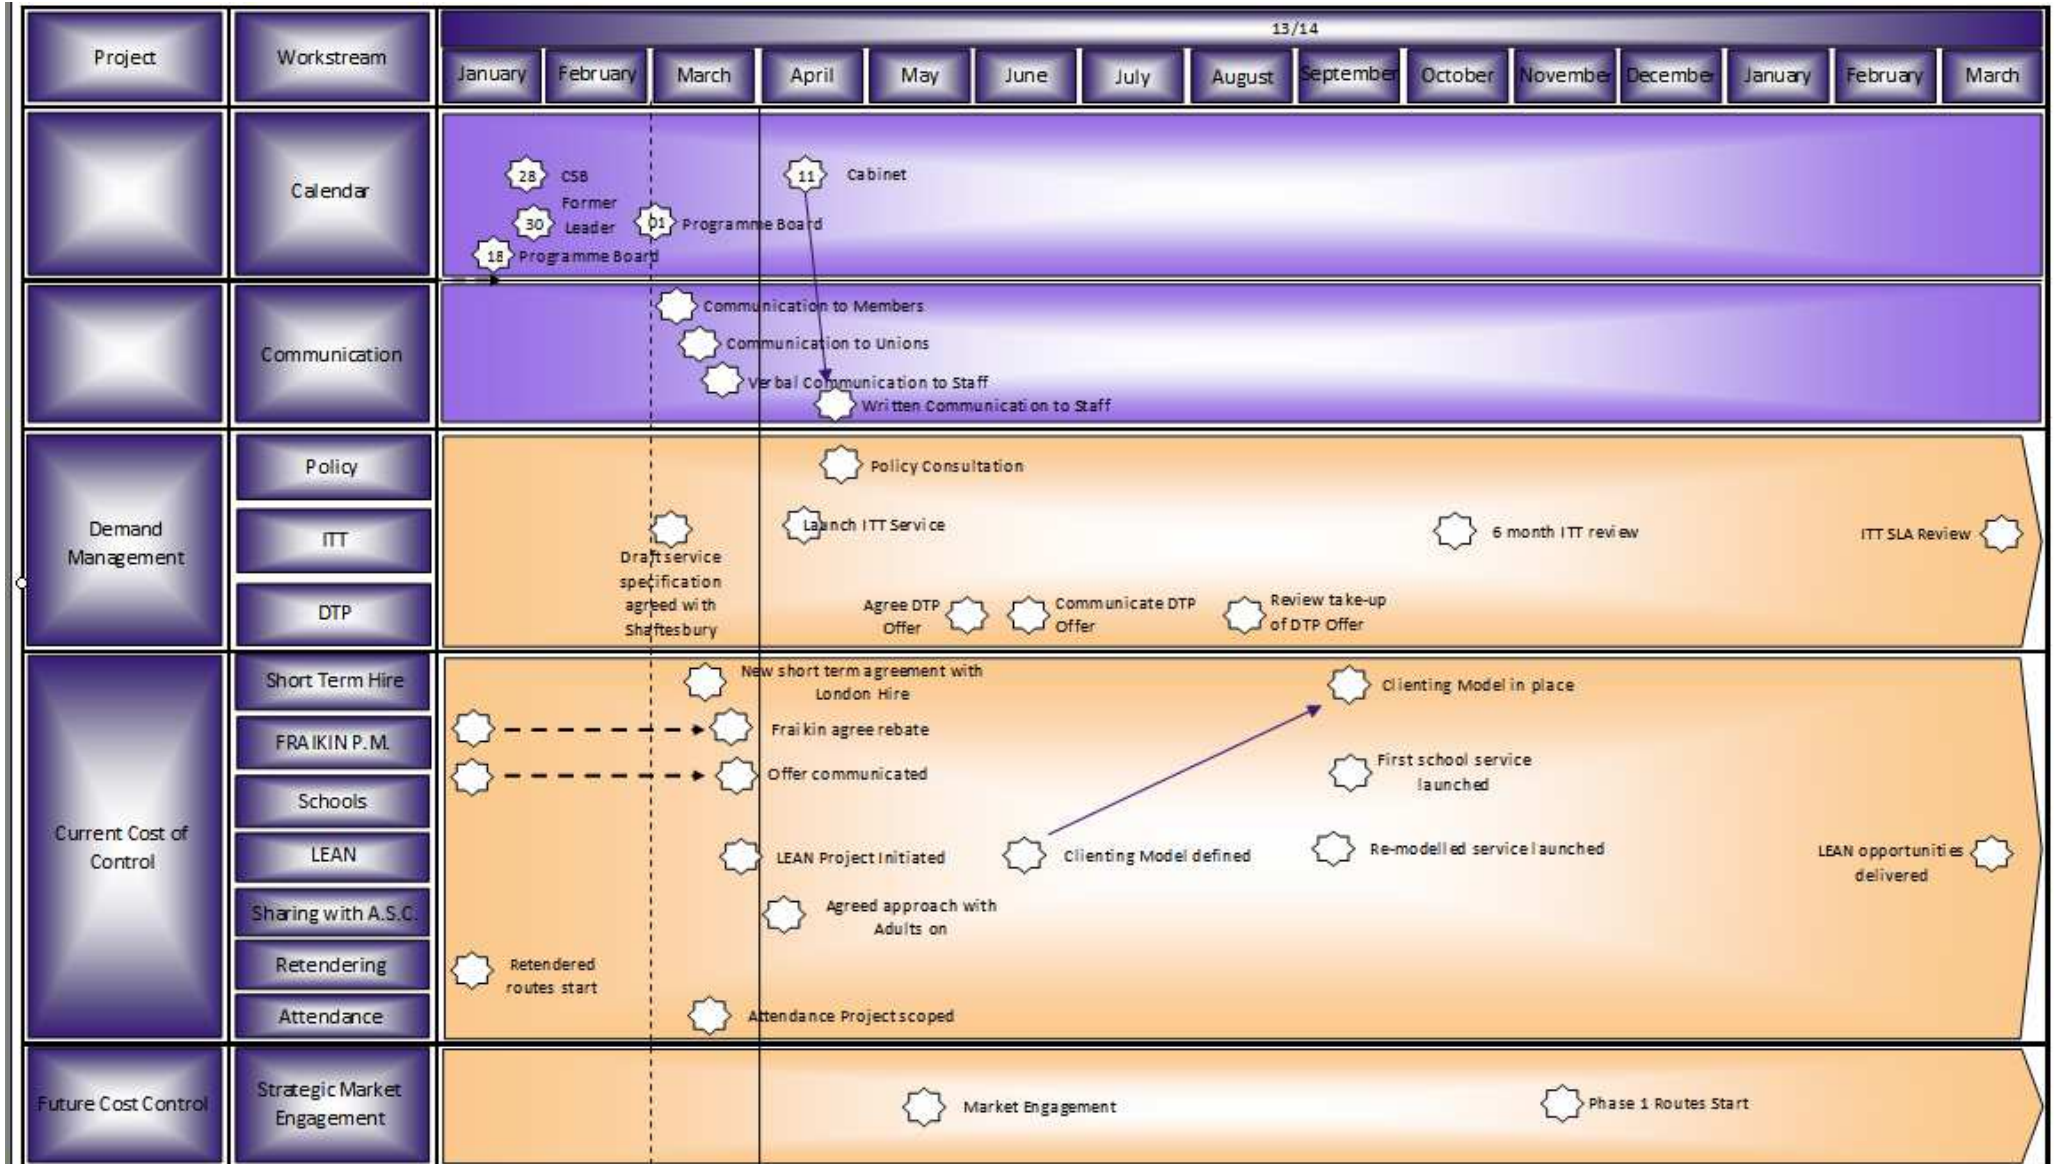 Project
Workstream
13/14
January February March April May June July August September October November December January February March
Calendar
28 CSB
11 Cabinet
30 Former
Leader
01 Programme Board
18 Programme Board
Communication
Communication to Members
Communication to Unions
Verbal Communication to Staff
Written Communication to Staff
Demand
Management
Policy
Policy Consultation
ITT
Draft service
specification
agreed with
Shaftesbury
Launch ITT Service
6 month ITT review
ITT SLA Review
DTP
Agree DTP
Offer
Communicate DTP
Offer
Review take-up
of DTP Offer
Current Cost of
Control
Short Term Hire
New short term agreement with
London Hire
Clienting Model in place
FRAIKIN P.M.
Fraikin agree rebate
Schools
Offer communicated
First school service
launched
LEAN
LEAN Project Initiated
Clienting Model defined
Re-modelled service launched
LEAN opportunities
delivered
Sharing with A.S.C.
Agreed approach with
Adults on
Retendering
Retendered
routes start
Attendance
Attendance Project scoped
Future Cost Control
Strategic Market
Engagement
Market Engagement
Phase 1 Routes Start